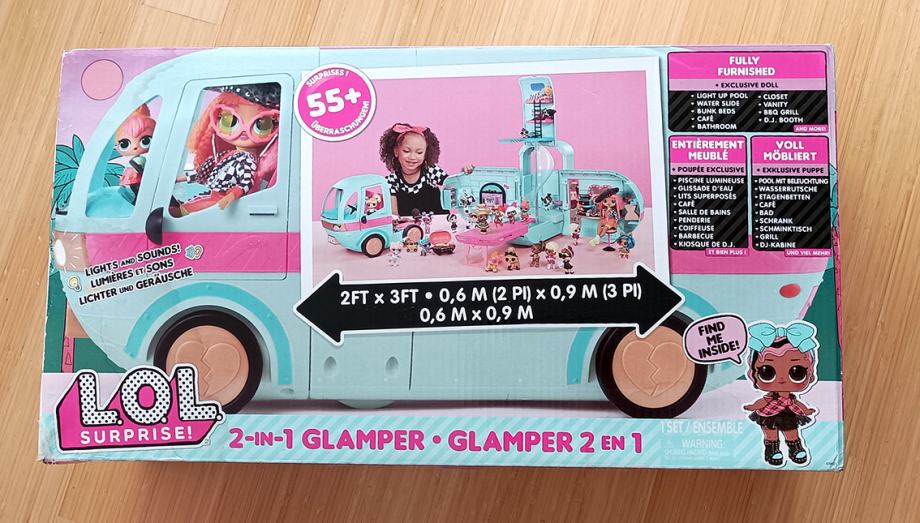 SURPRISES!
55+
ÜBERRASCHUNGEN!
FULLY
FURNISHED
• EXCLUSIVE DOLL
• LIGHT UP POOL
• WATER SLIDE
• BUNK BEDS
• CAFÉ
• BATHROOM
• CLOSET
• VANITY
• BBQ GRILL
• D.J. BOOTH
AND MORE!
ENTIÈREMENT
MEUBLÉ
• POUPÉE EXCLUSIVE
• PISCINE LUMINEUSE
• GLISSADE D'EAU
• LITS SUPERPOSÉS
• CAFÉ
• SALLE DE BAINS
• PENDERIE
• COIFFEUSE
• BARBECUE
• KIOSQUE DE D.J.
ET BIEN PLUS !
VOLL
MÖBLIERT
• EXKLUSIVE PUPPE
• POOL MIT BELEUCHTUNG
• WASSERRUTSCHE
• ETAGENBETTEN
• CAFÉ
• BAD
• SCHRANK
• SCHMINKTISCH
• GRILL
• DJ-KABINE
UND VIEL MEHR!
LIGHTS AND SOUNDS!
LUMIÈRES ET SONS
LICHTER UND GERÄUSCHE
2FT x 3FT • 0,6 M (2 PI) x 0,9 M (3 PI)
0,6 M x 0,9 M
FIND
ME
INSIDE!
L.O.L.
SURPRISE!
2-IN-1 GLAMPER • GLAMPER 2 EN 1
1 SET / ENSEMBLE
WARNING: